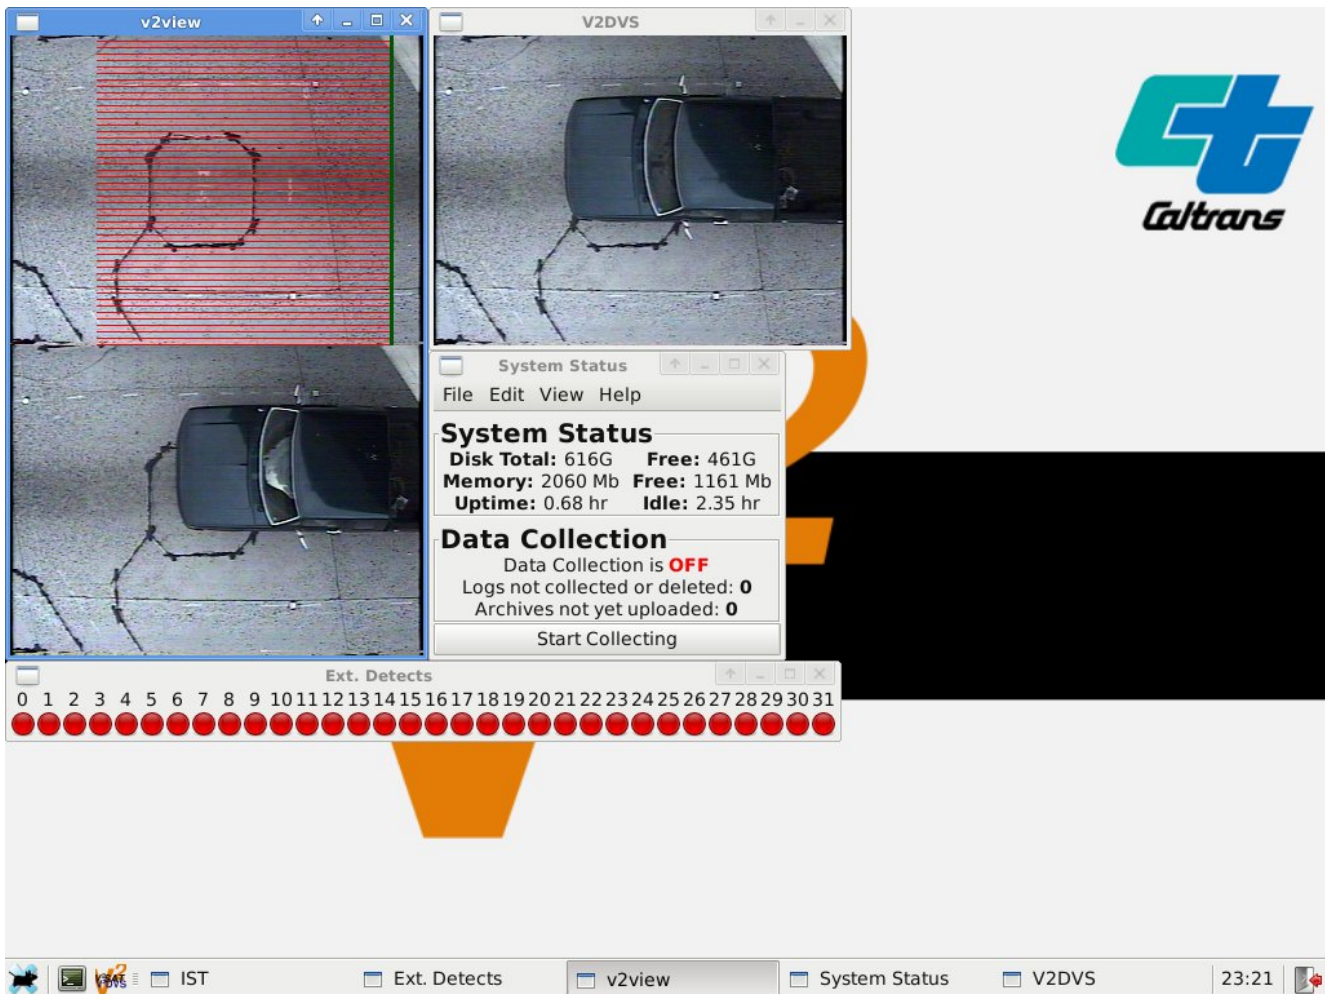 v2view
V2DVS
Caltrans
System Status
File Edit View Help
System Status
Disk Total: 616G Free: 461G
Memory: 2060 Mb Free: 1161 Mb
Uptime: 0.68 hr Idle: 2.35 hr
Data Collection
Data Collection is OFF
Logs not collected or deleted: 0
Archives not yet uploaded: 0
Start Collecting
Ext. Detects
0 1 2 3 4 5 6 7 8 9 10 11 12 13 14 15 16 17 18 19 20 21 22 23 24 25 26 27 28 29 30 31
IST
Ext. Detects
v2view
System Status
V2DVS
23:21